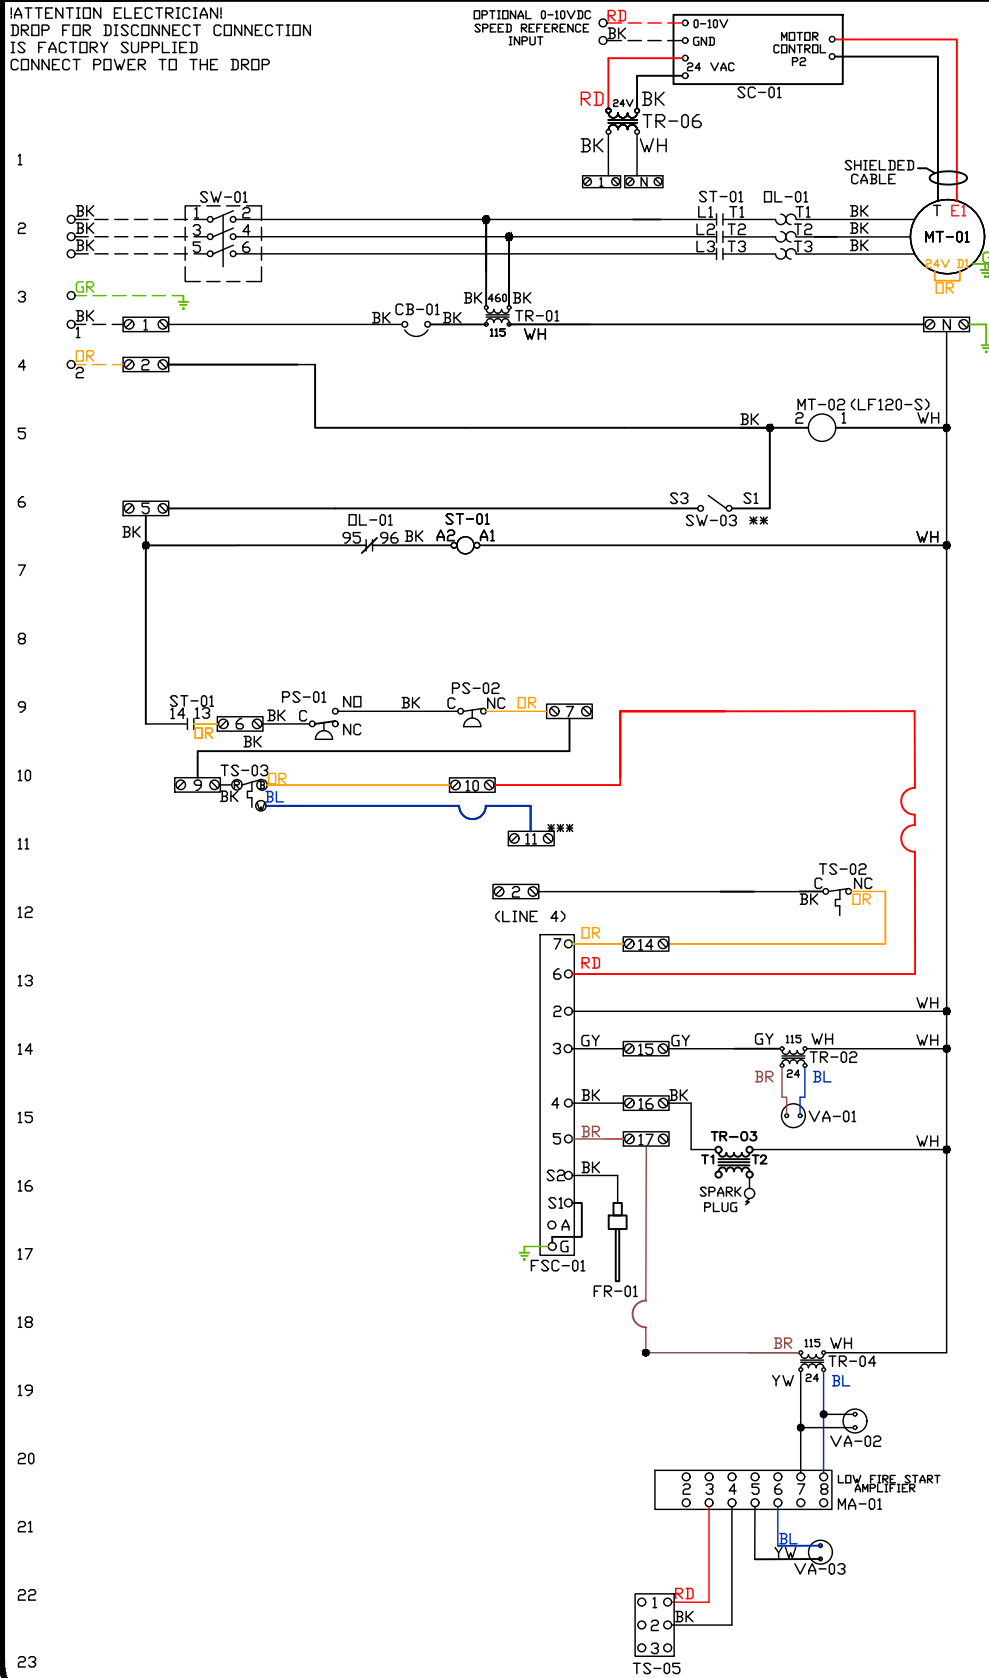 !ATTENTION ELECTRICIAN!
DROP FOR DISCONNECT CONNECTION
IS FACTORY SUPPLIED
CONNECT POWER TO THE DROP
OPTIONAL 0-10VDC
SPEED REFERENCE
INPUT
RD
BK
0-10V
GND
24 VAC
MOTOR
CONTROL
P2
SC-01
RD
24V
BK
TR-06
BK
WH
1
N
1
SHIELDED
CABLE
SW-01
ST-01
OL-01
T
E1
2
BK
1
2
L1
T1
T1
BK
BK
3
4
L2
T2
T2
BK
MT-01
BK
5
6
L3
T3
T3
BK
24V D1
GR
OR
3
GR
BK
460
BK
BK
1
1
BK
CB-01
BK
TR-01
115
WH
N
4
OR
2
2
MT-02 (LF120-S)
5
BK
2
1
WH
6
5
S3
S1
SW-03
**
BK
OL-01
95
96
BK
ST-01
A2
A1
WH
7
8
9
ST-01
14
13
OR
6
BK
PS-01
C
NO
NC
BK
PS-02
C
NC
OR
7
BK
10
9
BK
TS-03
R
B
OR
W
BL
10
11
11
***
2
TS-02
C
NC
BK
OR
12
(LINE 4)
7
OR
14
13
6
RD
2
WH
14
3
GY
15
GY
GY
115
WH
WH
TR-02
BR
24
BL
15
4
BK
16
BK
VA-01
5
BR
17
TR-03
T1
T2
WH
16
S2
BK
SPARK
PLUG
S1
A
17
G
FSC-01
FR-01
18
BR
115
WH
TR-04
19
YW
24
BL
VA-02
20
LOW FIRE START
AMPLIFIER
2
3
4
5
6
7
8
MA-01
21
BL
YW
VA-03
22
1
RD
2
BK
3
23
TS-05